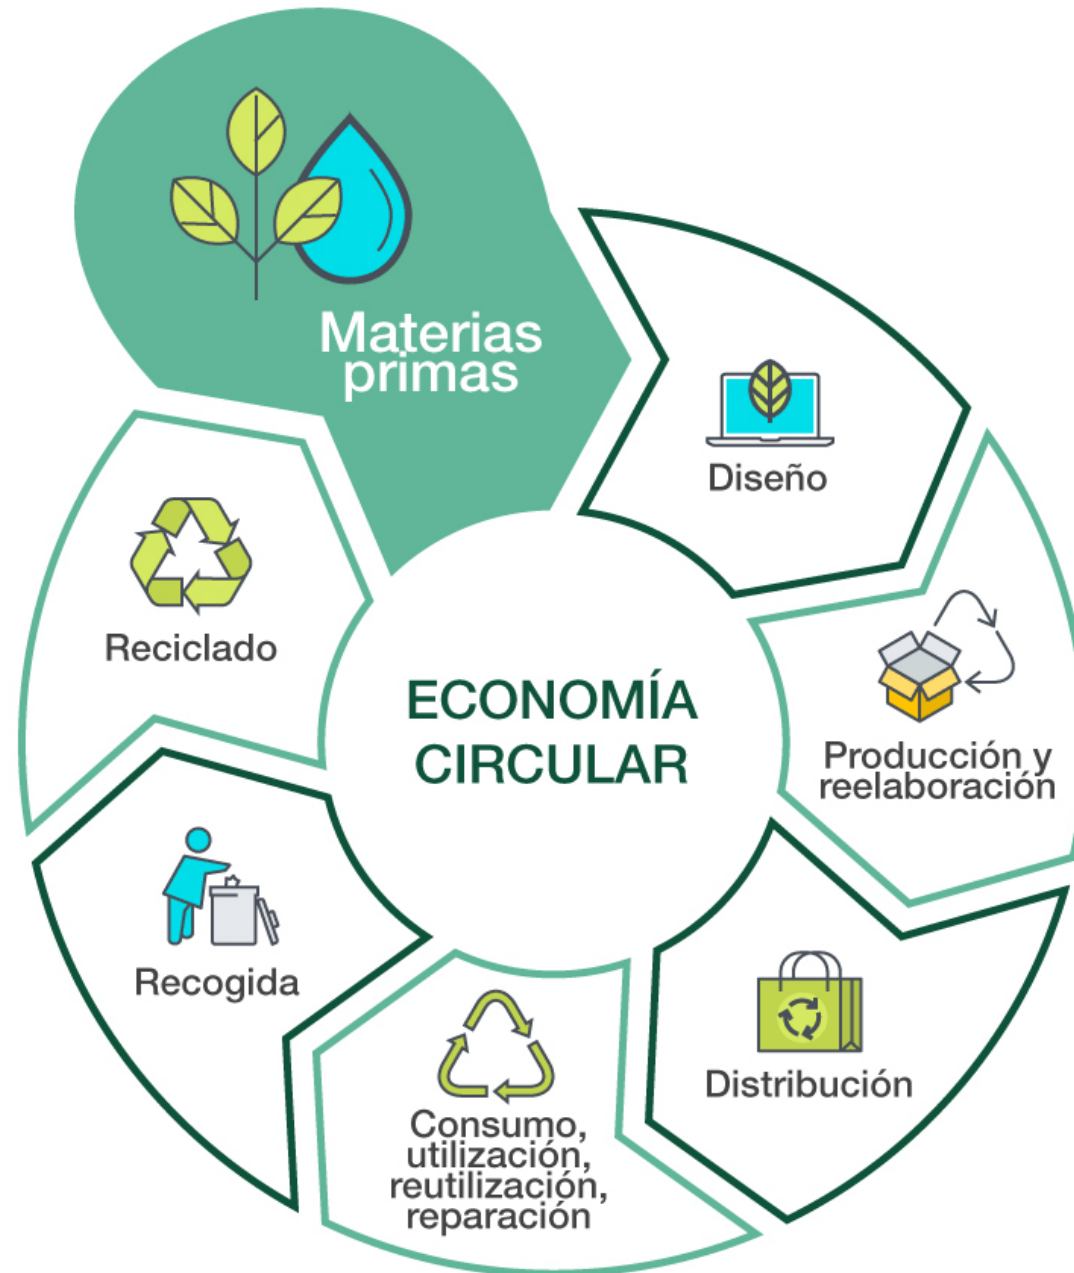 Materias
primas
Diseño
Producción y
reelaboración
Distribución
Consumo,
utilización,
reutilización,
reparación
Recogida
Reciclado
ECONOMÍA
CIRCULAR